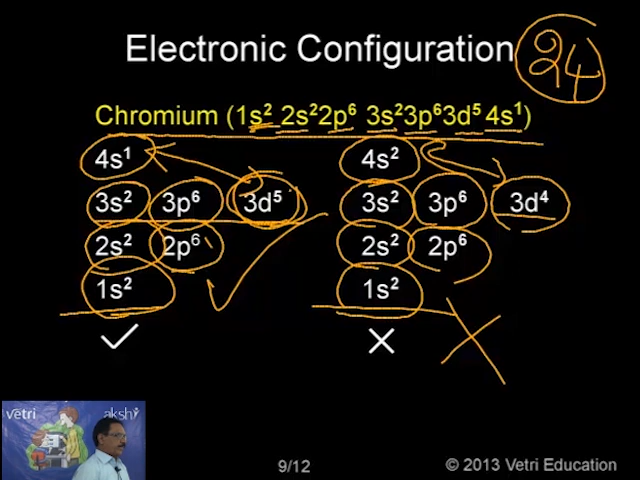 Electronic Configuration 24
Chromium (1s² 2s²2p⁶ 3s²3p⁶3d⁵ 4s¹)
4s¹ 4s²
3s² 3p⁶ 3d⁵ 3s² 3p⁶ 3d⁴
2s² 2p⁶ 2s² 2p⁶
1s² 1s²
vetri aksh
9/12 © 2013 Vetri Education